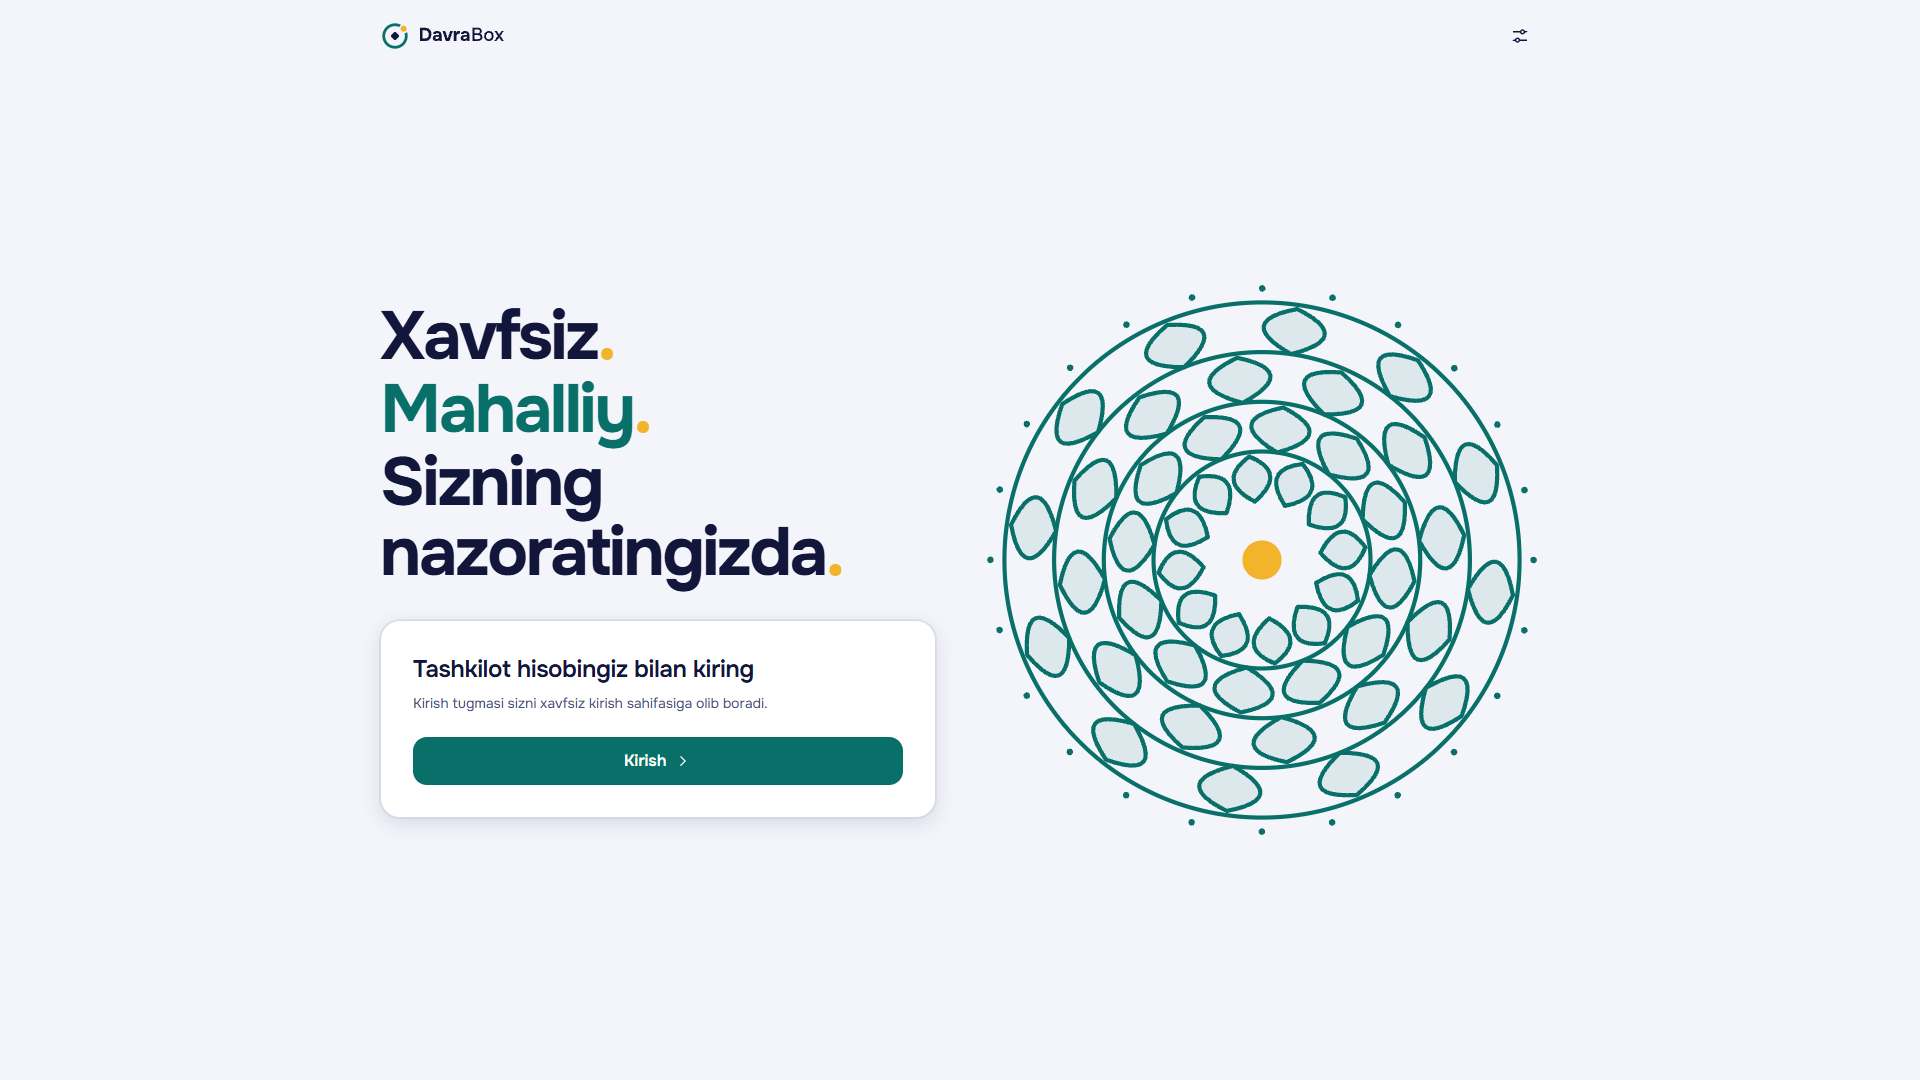 DavraBox
Xavfsiz.
Mahalliy.
Sizning
nazoratingizda.
Tashkilot hisobingiz bilan kiring
Kirish tugmasi sizni xavfsiz kirish sahifasiga olib boradi.
Kirish